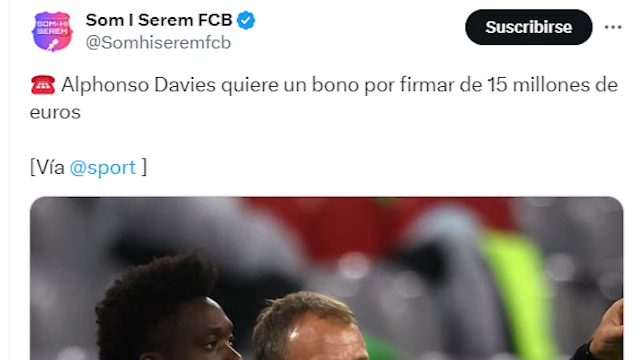 Som I Serem FCB
@Somhiseremfcb
Suscribirse
☎️ Alphonso Davies quiere un bono por firmar de 15 millones de
euros
[Vía @sport ]
SOM-HI
SEREM